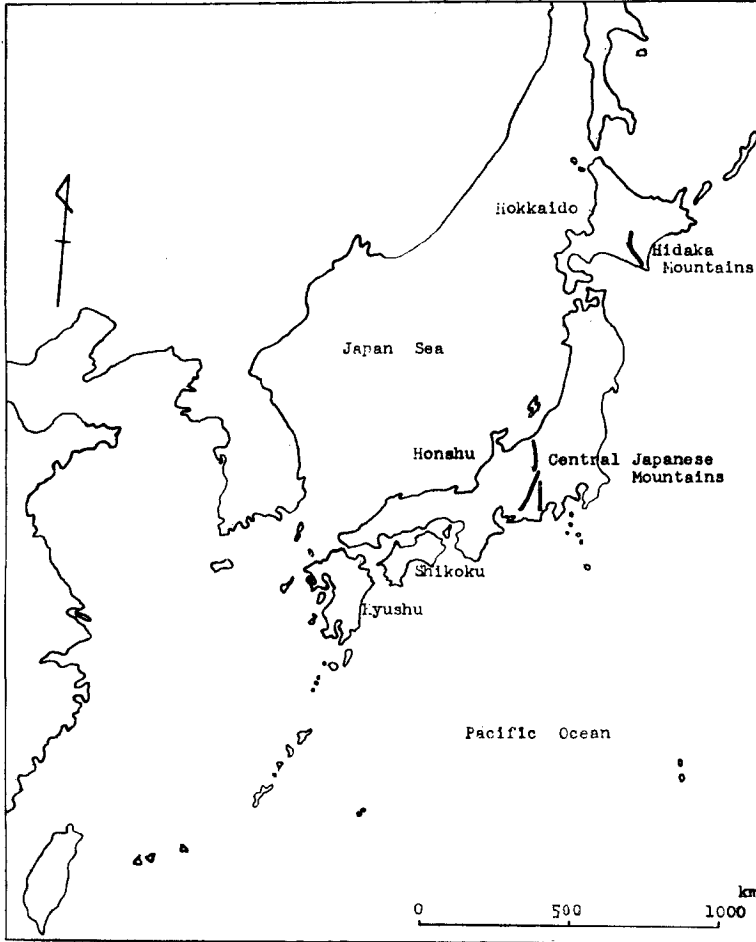 Hokkaido
Hidaka
Mountains
Japan Sea
Honshu
Central Japanese
Mountains
Shikoku
Kyushu
Pacific Ocean
km
0 500 1000